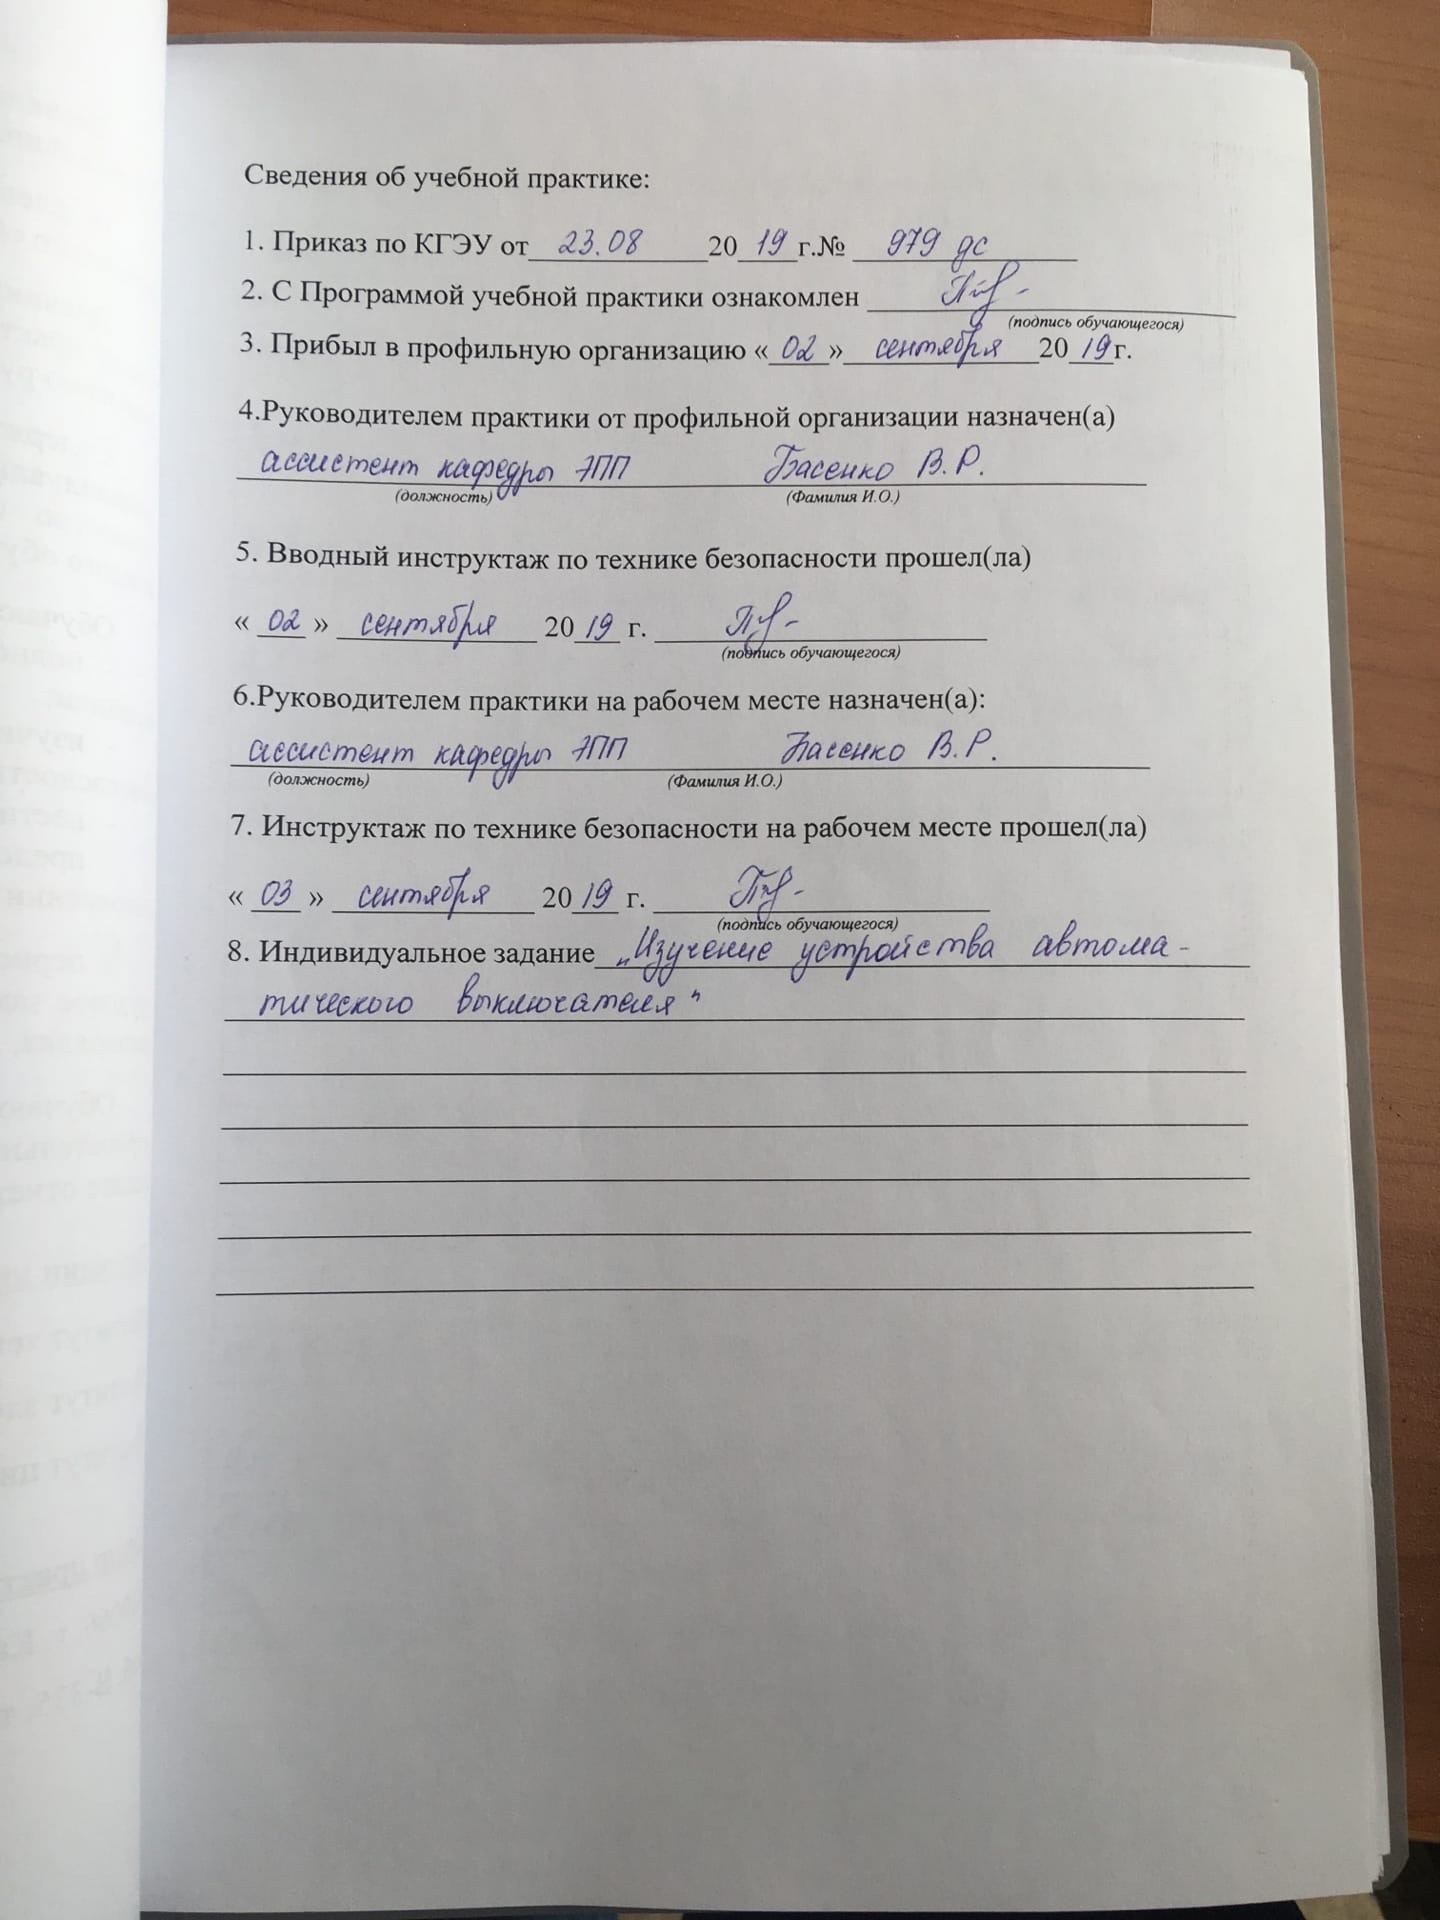 Сведения об учебной практике:
1. Приказ по КГЭУ от 23.08 20 19 г.№ 979 дс
2. С Программой учебной практики ознакомлен
(подпись обучающегося)
3. Прибыл в профильную организацию « 02 » сентября 20 19 г.
4.Руководителем практики от профильной организации назначен(а)
ассистент кафедры ЭПП Басенко В.Р.
(должность) (Фамилия И.О.)
5. Вводный инструктаж по технике безопасности прошел(ла)
« 02 » сентября 20 19 г.
(подпись обучающегося)
6.Руководителем практики на рабочем месте назначен(а):
ассистент кафедры ЭПП Басенко В.Р.
(должность) (Фамилия И.О.)
7. Инструктаж по технике безопасности на рабочем месте прошел(ла)
« 03 » сентября 20 19 г.
(подпись обучающегося)
8. Индивидуальное задание „Изучение устройства автома-
тического выключателя"